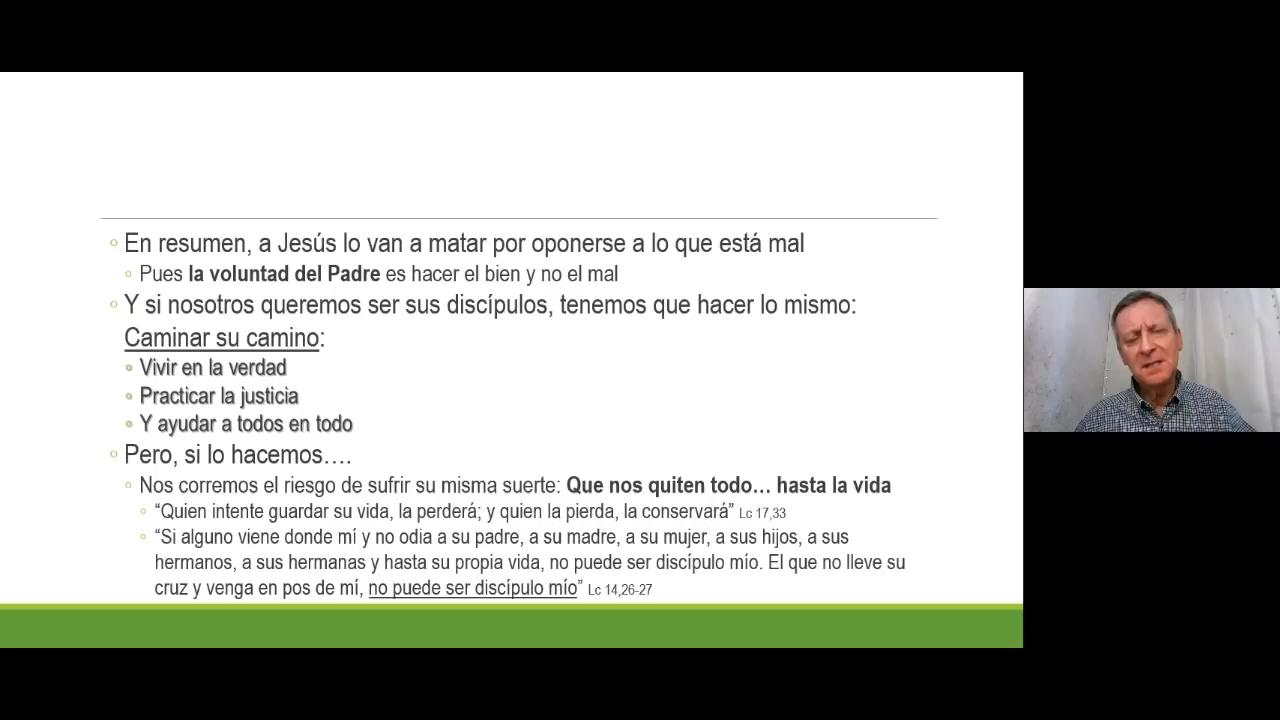 ◦ En resumen, a Jesús lo van a matar por oponerse a lo que está mal
◦ Pues la voluntad del Padre es hacer el bien y no el mal
◦ Y si nosotros queremos ser sus discípulos, tenemos que hacer lo mismo:
Caminar su camino:
◦ Vivir en la verdad
◦ Practicar la justicia
◦ Y ayudar a todos en todo
◦ Pero, si lo hacemos….
◦ Nos corremos el riesgo de sufrir su misma suerte: Que nos quiten todo… hasta la vida
◦ “Quien intente guardar su vida, la perderá; y quien la pierda, la conservará” Lc 17,33
◦ “Si alguno viene donde mí y no odia a su padre, a su madre, a su mujer, a sus hijos, a sus
hermanos, a sus hermanas y hasta su propia vida, no puede ser discípulo mío. El que no lleve su
cruz y venga en pos de mí, no puede ser discípulo mío” Lc 14,26-27